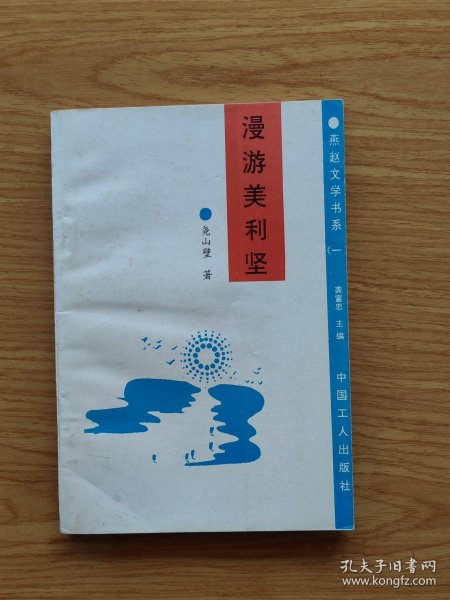 漫游美利坚
尧山壁 著
燕赵文学书系(一
龚富忠 主编
中国工人出版社
孔夫子旧书网
www.kongfz.com